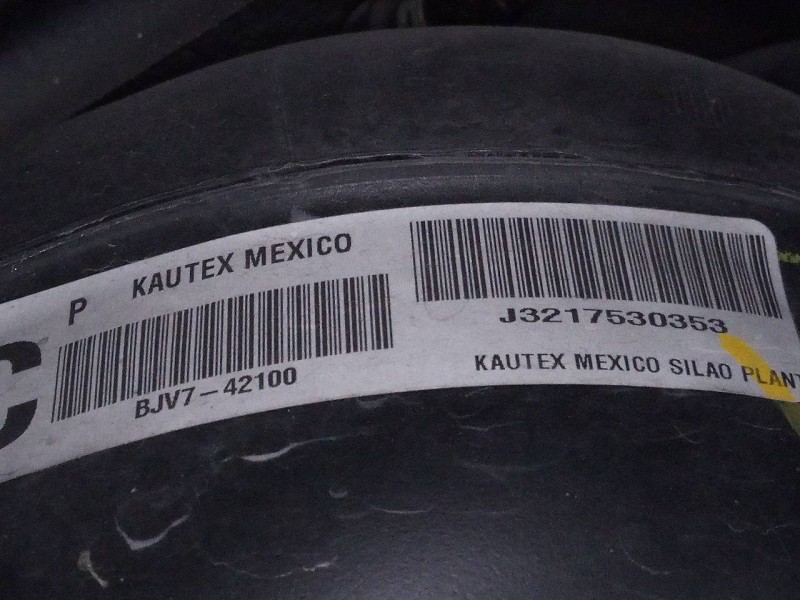 C
P KAUTEX MEXICO
BJV7-42100
J3217530353
KAUTEX MEXICO SILAO PLANT